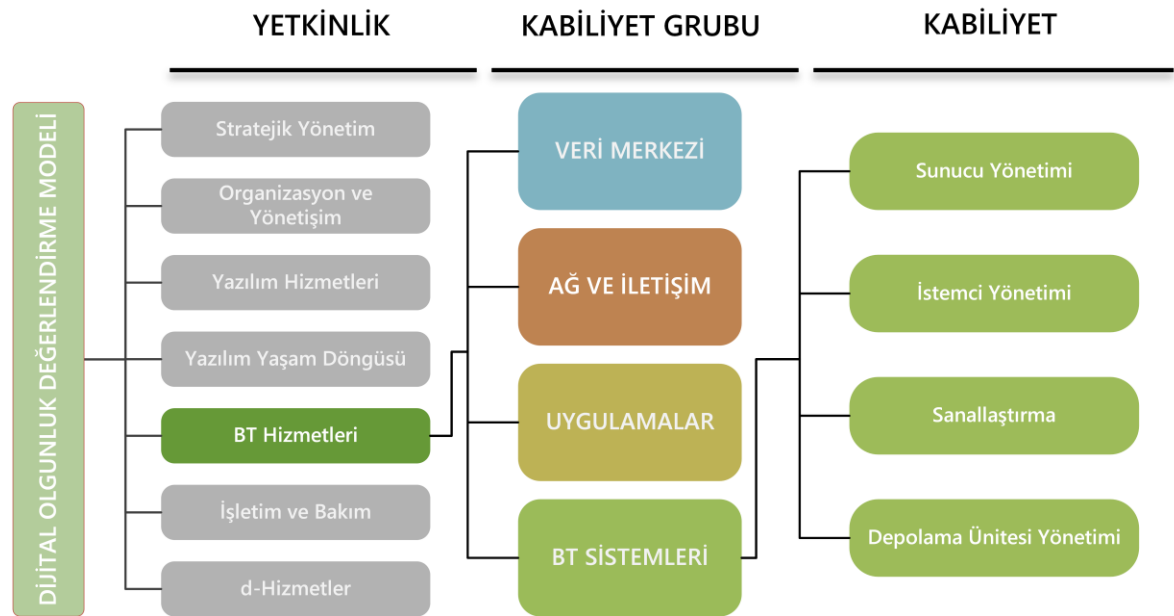 YETKİNLİK
KABİLİYET GRUBU
KABİLİYET
DİJİTAL OLGUNLUK DEĞERLENDİRME MODELİ
Stratejik Yönetim
Organizasyon ve
Yönetişim
Yazılım Hizmetleri
Yazılım Yaşam Döngüsü
BT Hizmetleri
İşletim ve Bakım
d-Hizmetler
VERİ MERKEZİ
AĞ VE İLETİŞİM
UYGULAMALAR
BT SİSTEMLERİ
Sunucu Yönetimi
İstemci Yönetimi
Sanallaştırma
Depolama Ünitesi Yönetimi